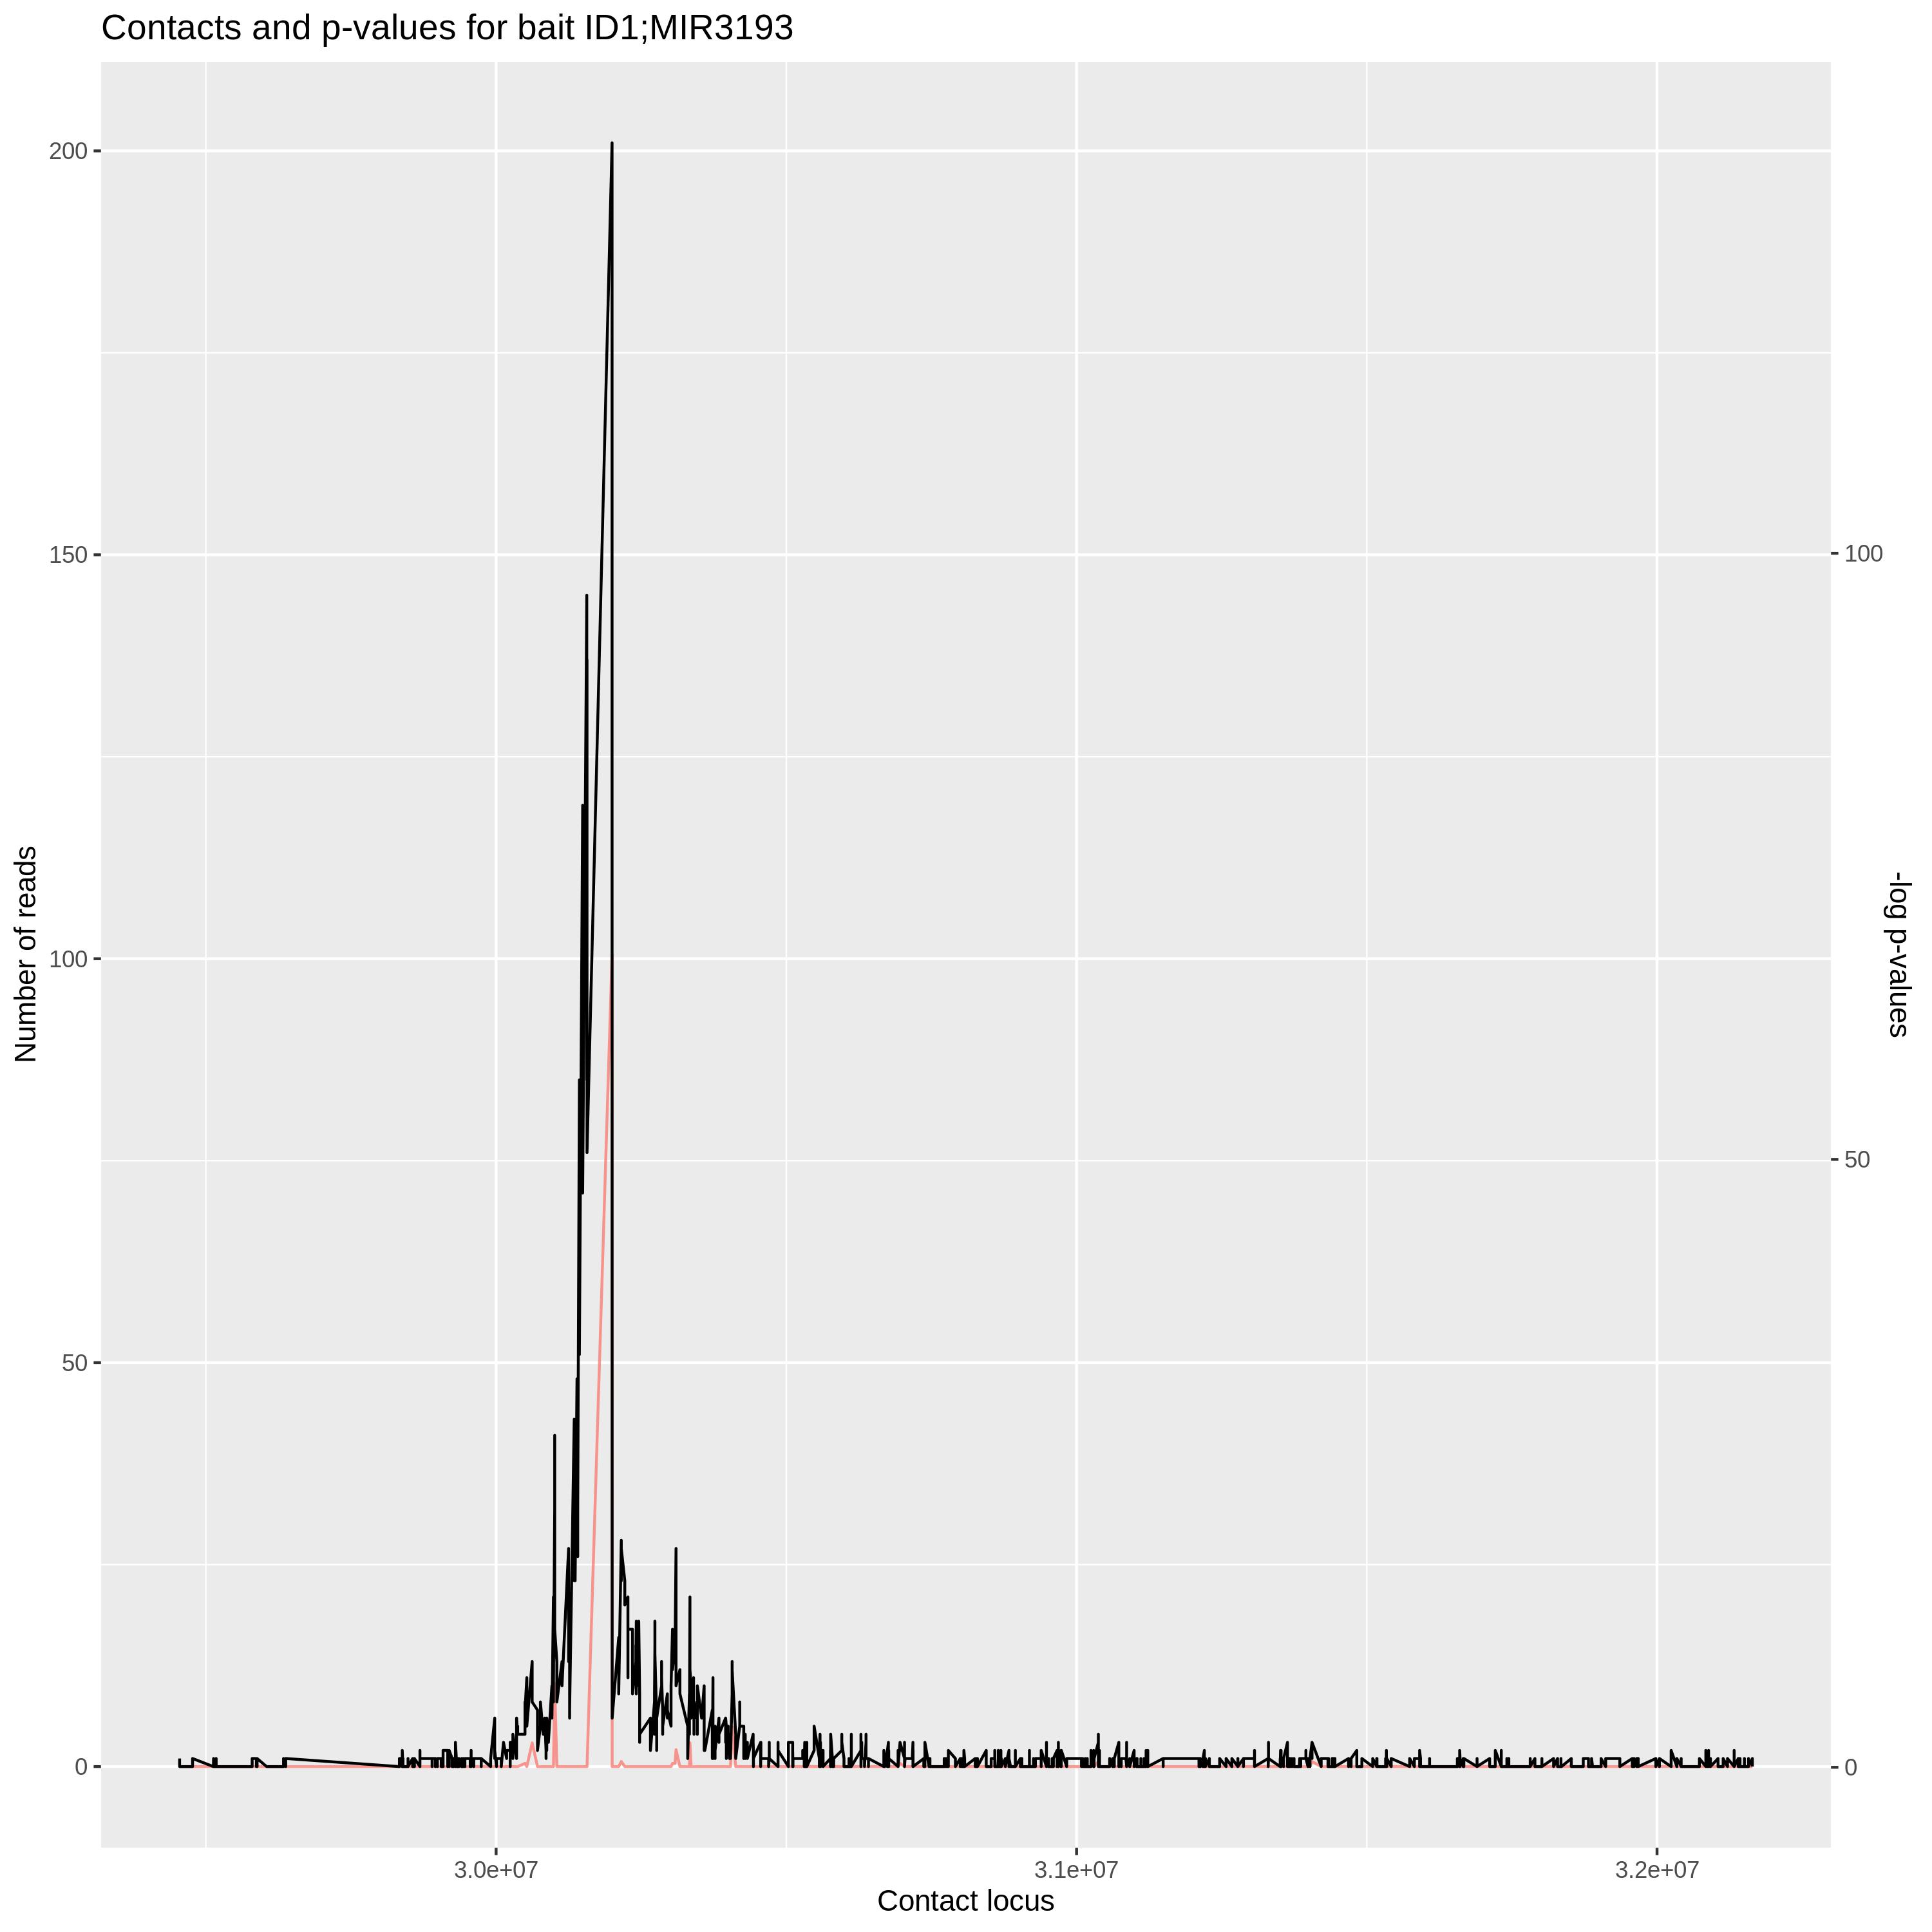 Contacts and p-values for bait ID1;MIR3193
200
150
100
50
0
Number of reads
100
50
0
-log p-values
3.0e+07
3.1e+07
3.2e+07
Contact locus